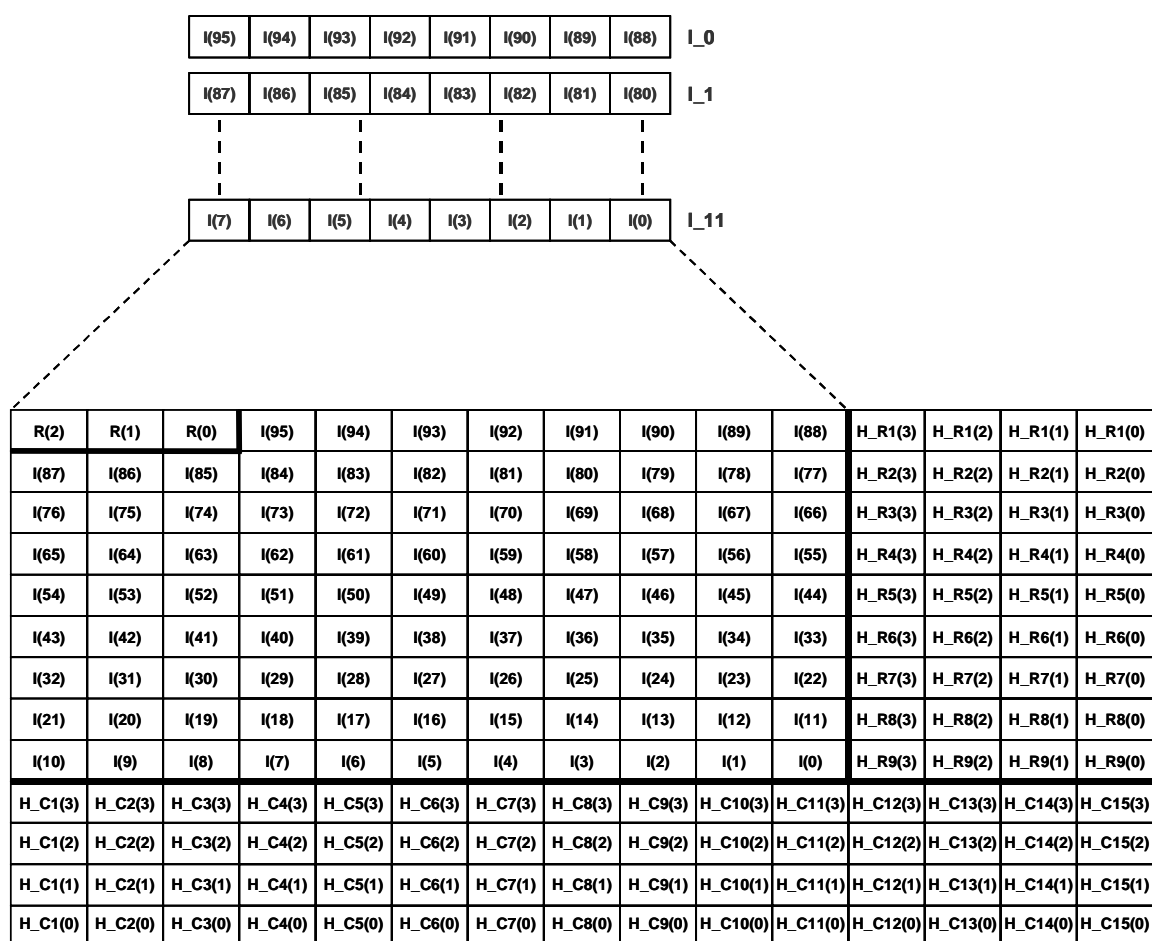 I(95) I(94) I(93) I(92) I(91) I(90) I(89) I(88) I_0
I(87) I(86) I(85) I(84) I(83) I(82) I(81) I(80) I_1
I(7) I(6) I(5) I(4) I(3) I(2) I(1) I(0) I_11
R(2) R(1) R(0) I(95) I(94) I(93) I(92) I(91) I(90) I(89) I(88) H_R1(3) H_R1(2) H_R1(1) H_R1(0)
I(87) I(86) I(85) I(84) I(83) I(82) I(81) I(80) I(79) I(78) I(77) H_R2(3) H_R2(2) H_R2(1) H_R2(0)
I(76) I(75) I(74) I(73) I(72) I(71) I(70) I(69) I(68) I(67) I(66) H_R3(3) H_R3(2) H_R3(1) H_R3(0)
I(65) I(64) I(63) I(62) I(61) I(60) I(59) I(58) I(57) I(56) I(55) H_R4(3) H_R4(2) H_R4(1) H_R4(0)
I(54) I(53) I(52) I(51) I(50) I(49) I(48) I(47) I(46) I(45) I(44) H_R5(3) H_R5(2) H_R5(1) H_R5(0)
I(43) I(42) I(41) I(40) I(39) I(38) I(37) I(36) I(35) I(34) I(33) H_R6(3) H_R6(2) H_R6(1) H_R6(0)
I(32) I(31) I(30) I(29) I(28) I(27) I(26) I(25) I(24) I(23) I(22) H_R7(3) H_R7(2) H_R7(1) H_R7(0)
I(21) I(20) I(19) I(18) I(17) I(16) I(15) I(14) I(13) I(12) I(11) H_R8(3) H_R8(2) H_R8(1) H_R8(0)
I(10) I(9) I(8) I(7) I(6) I(5) I(4) I(3) I(2) I(1) I(0) H_R9(3) H_R9(2) H_R9(1) H_R9(0)
H_C1(3) H_C2(3) H_C3(3) H_C4(3) H_C5(3) H_C6(3) H_C7(3) H_C8(3) H_C9(3) H_C10(3) H_C11(3) H_C12(3) H_C13(3) H_C14(3) H_C15(3)
H_C1(2) H_C2(2) H_C3(2) H_C4(2) H_C5(2) H_C6(2) H_C7(2) H_C8(2) H_C9(2) H_C10(2) H_C11(2) H_C12(2) H_C13(2) H_C14(2) H_C15(2)
H_C1(1) H_C2(1) H_C3(1) H_C4(1) H_C5(1) H_C6(1) H_C7(1) H_C8(1) H_C9(1) H_C10(1) H_C11(1) H_C12(1) H_C13(1) H_C14(1) H_C15(1)
H_C1(0) H_C2(0) H_C3(0) H_C4(0) H_C5(0) H_C6(0) H_C7(0) H_C8(0) H_C9(0) H_C10(0) H_C11(0) H_C12(0) H_C13(0) H_C14(0) H_C15(0)